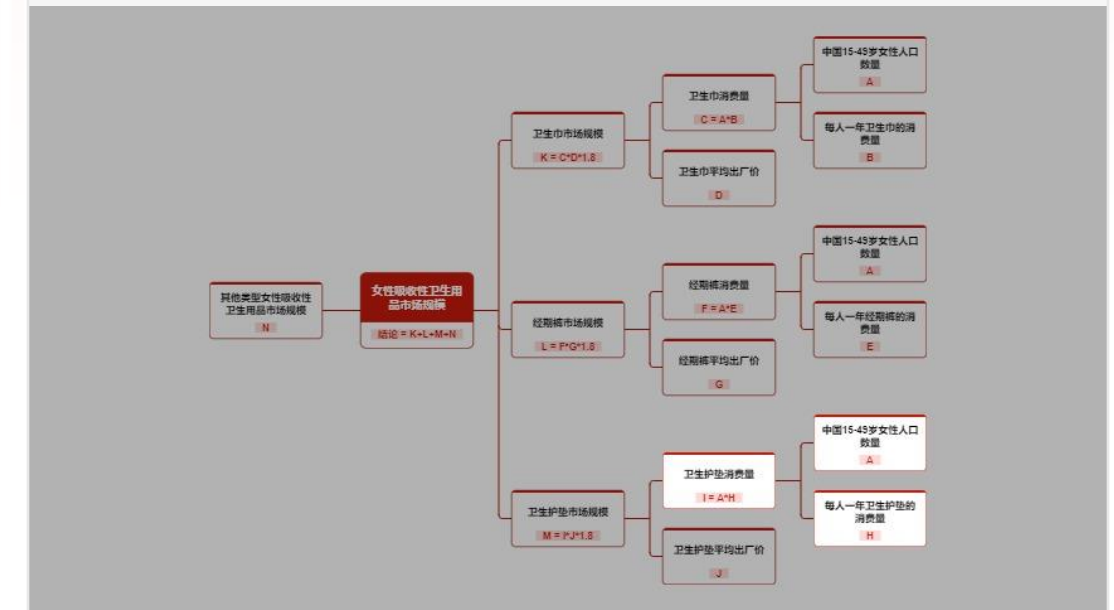 中国15-49岁女性人口
数量
A
卫生巾消费量
C = A*B
每人一年卫生巾的消
费量
B
卫生巾市场规模
K = C*D*1.8
卫生巾平均出厂价
D
中国15-49岁女性人口
数量
A
经期裤消费量
F = A*E
每人一年经期裤的消
费量
E
其他类型女性吸收性
卫生用品市场规模
N
女性吸收性卫生用
品市场规模
结论 = K+L+M+N
经期裤市场规模
L = F*G*1.8
经期裤平均出厂价
G
中国15-49岁女性人口
数量
A
卫生护垫消费量
I = A*H
每人一年卫生护垫的
消费量
H
卫生护垫市场规模
M = I*J*1.8
卫生护垫平均出厂价
J